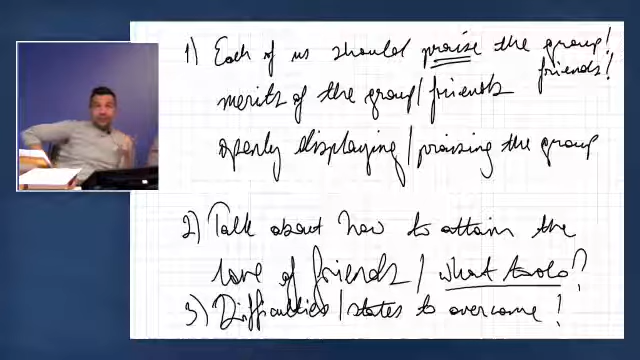 1) Each of us should praise the group!
friends!
merits of the group/friends
openly displaying/praising the group
2) Talk about how to attain the
love of friends/what tools?
3) Difficulties/states to overcome!